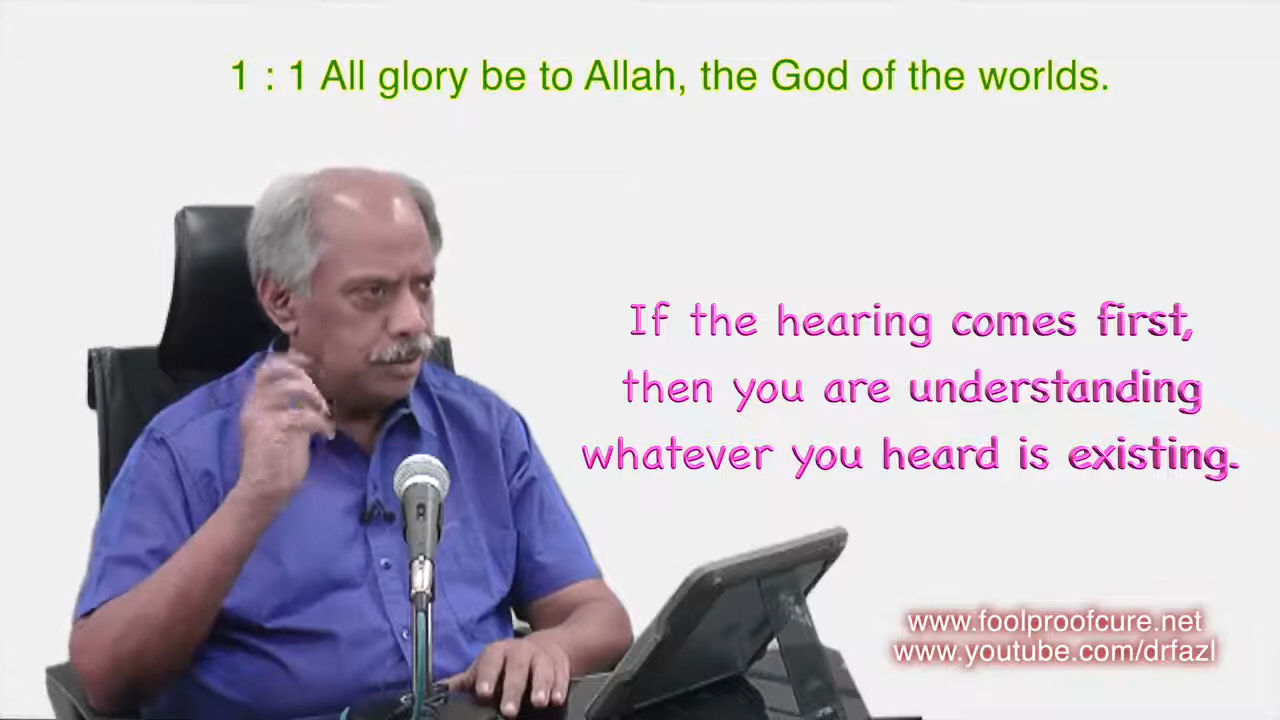 1 : 1 All glory be to Allah, the God of the worlds.
If the hearing comes first,
then you are understanding
whatever you heard is existing.
www.foolproofcure.net
www.youtube.com/drfazl